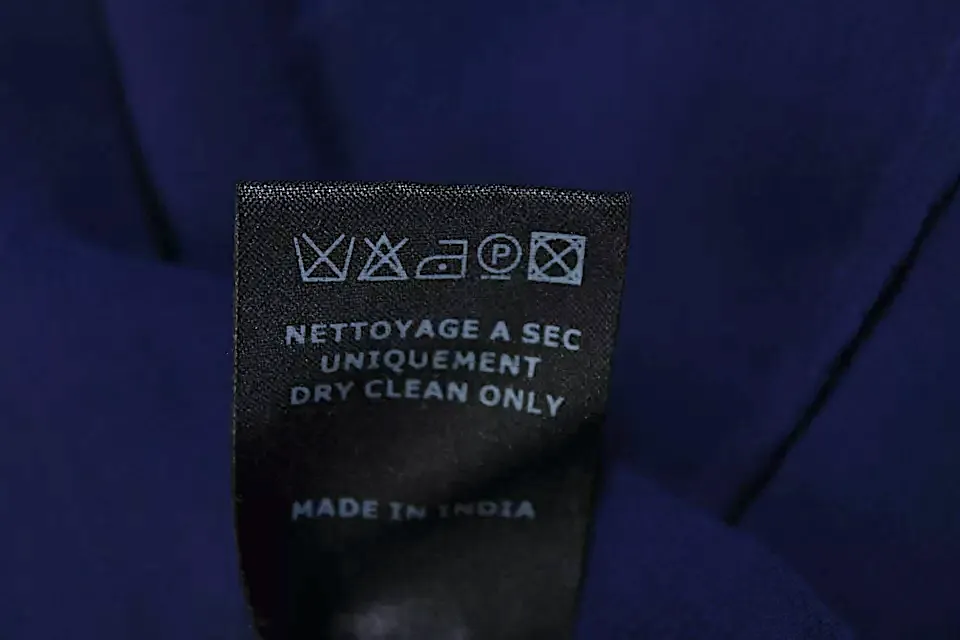 P
NETTOYAGE A SEC
UNIQUEMENT
DRY CLEAN ONLY
MADE IN INDIA